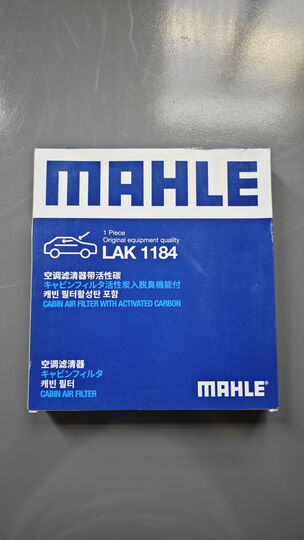 MAHLE
1 Piece
Original equipment quality
LAK 1184
空调滤清器带活性碳
キャビンフィルタ活性炭入脱臭機能付
캐빈 필터활성탄 포함
CABIN AIR FILTER WITH ACTIVATED CARBON
空调滤清器
キャビンフィルタ
캐빈 필터
CABIN AIR FILTER
MAHLE®